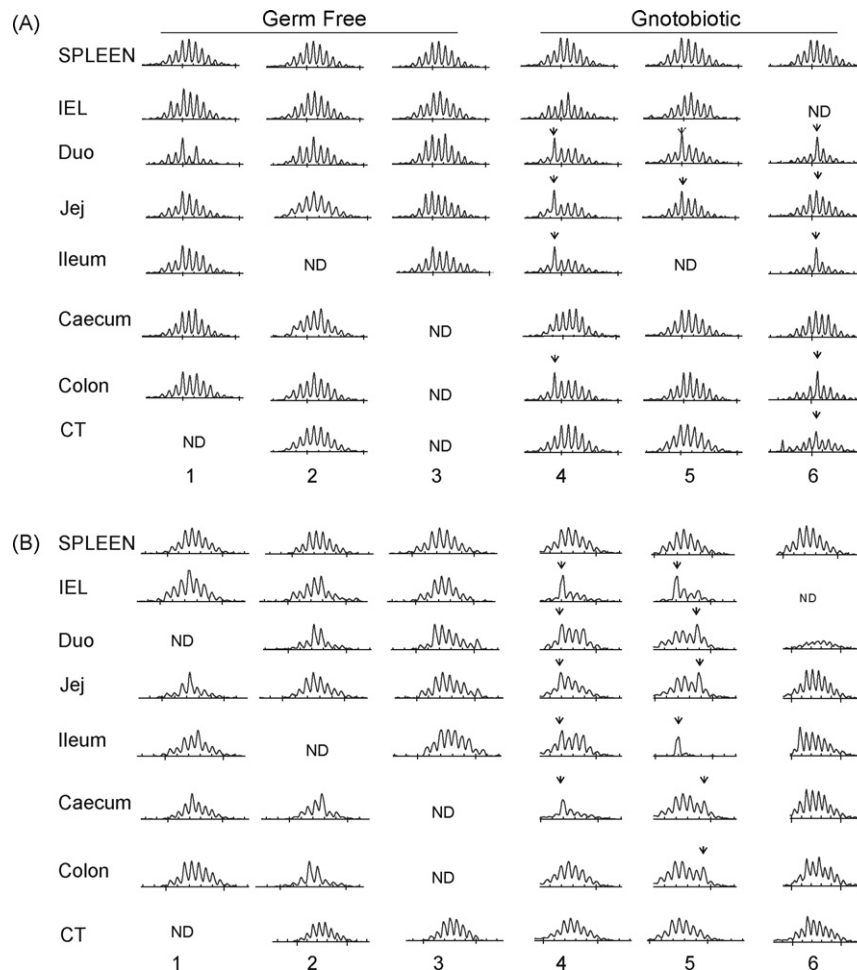 (A) Germ Free Gnotobiotic
SPLEEN
IEL ND
Duo
Jej
Ileum ND ND
Caecum ND
Colon ND
CT ND ND
1 2 3 4 5 6
(B) SPLEEN
IEL ND
Duo ND
Jej
Ileum ND
Caecum ND
Colon ND
CT ND
1 2 3 4 5 6